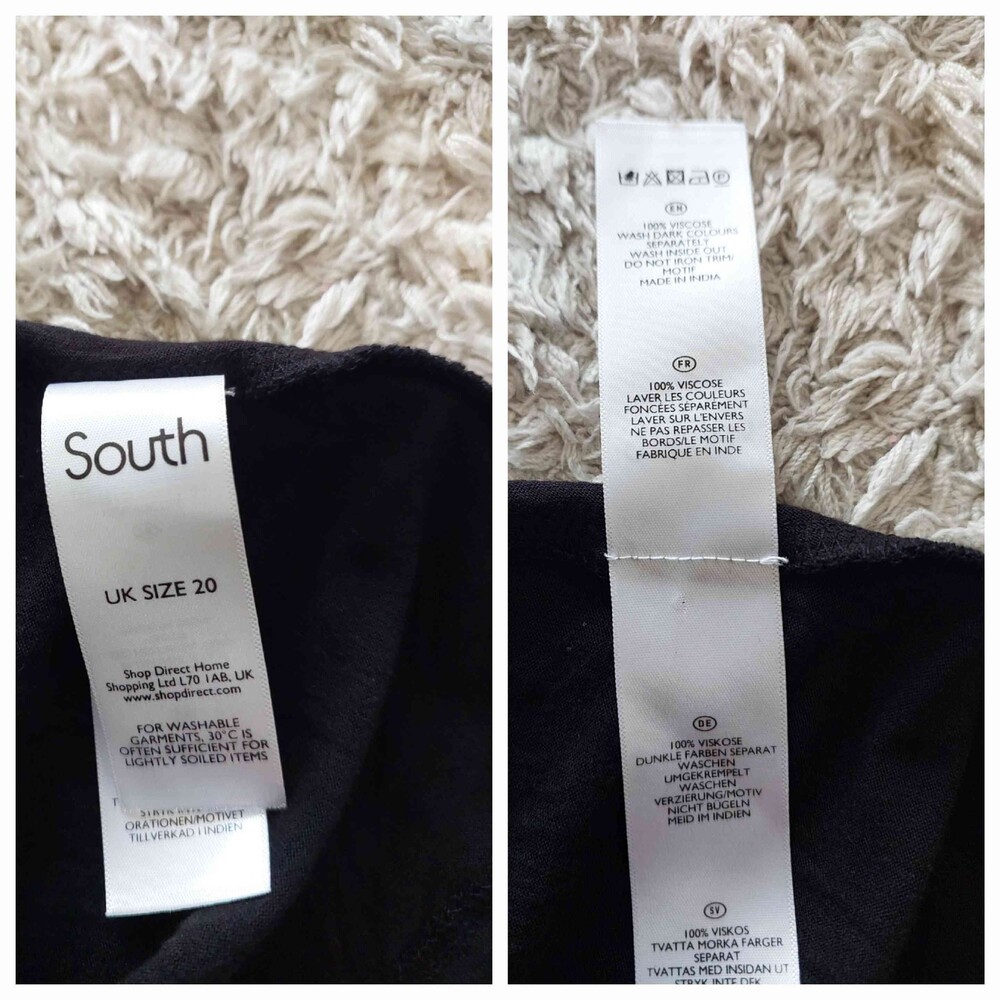 South
UK SIZE 20
Shop Direct Home
Shopping Ltd L70 1AB, UK
www.shopdirect.com
FOR WASHABLE
GARMENTS, 30°C IS
OFTEN SUFFICIENT FOR
LIGHTLY SOILED ITEMS
ORATIONEN/MOTIVET
TILLVERKAD I INDIEN
EN
100% VISCOSE
WASH DARK COLOURS
SEPARATELY
WASH INSIDE OUT
DO NOT IRON TRIM/
MOTIF
MADE IN INDIA
FR
100% VISCOSE
LAVER LES COULEURS
FONCÉES SÉPARÉMENT
LAVER SUR L'ENVERS
NE PAS REPASSER LES
BORDS/LE MOTIF
FABRIQUE EN INDE
DE
100% VISKOSE
DUNKLE FARBEN SEPARAT
WASCHEN
UMGEKREMPELT
WASCHEN
VERZIERUNG/MOTIV
NICHT BÜGELN
MEID IM INDIEN
SV
100% VISKOS
TVATTA MORKA FARGER
SEPARAT
TVATTAS MED INSIDAN UT
STRYK INTE DEK